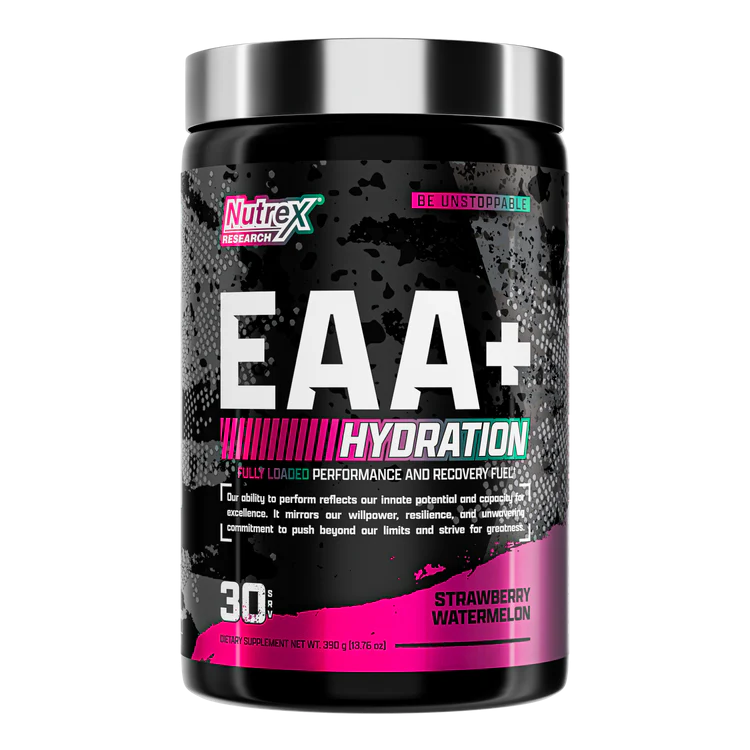 Nutrex
RESEARCH
BE UNSTOPPABLE
EAA+
HYDRATION
FULLY LOADED PERFORMANCE AND RECOVERY FUEL
Our ability to perform reflects our innate potential and capacity for
excellence. It mirrors our willpower, resilience, and unwavering
commitment to push beyond our limits and strive for greatness.
30 SRV
STRAWBERRY
WATERMELON
DIETARY SUPPLEMENT NET WT. 390 g [13.76 oz]